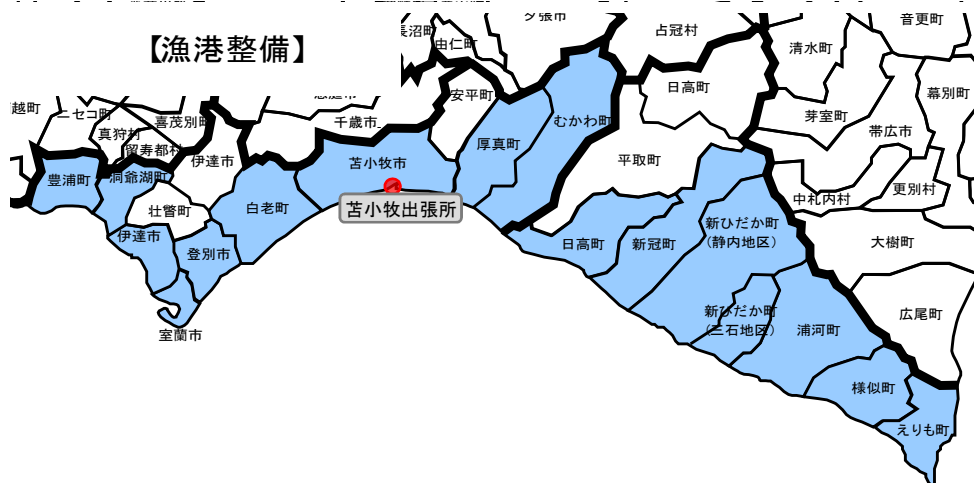 【漁港整備】
夕張市
占冠村
音更町
長沼町
由仁町
清水町
安平町
日高町
幕別町
ニセコ町
喜茂別町
千歳市
むかわ町
芽室町
真狩村
留寿都村
伊達市
厚真町
帯広市
苫小牧市
平取町
豊浦町
洞爺湖町
更別村
中札内村
壮瞥町
白老町
苫小牧出張所
新ひだか町
(静内地区)
伊達市
登別市
日高町
新冠町
大樹町
新ひだか町
(三石地区)
広尾町
室蘭市
浦河町
様似町
えりも町